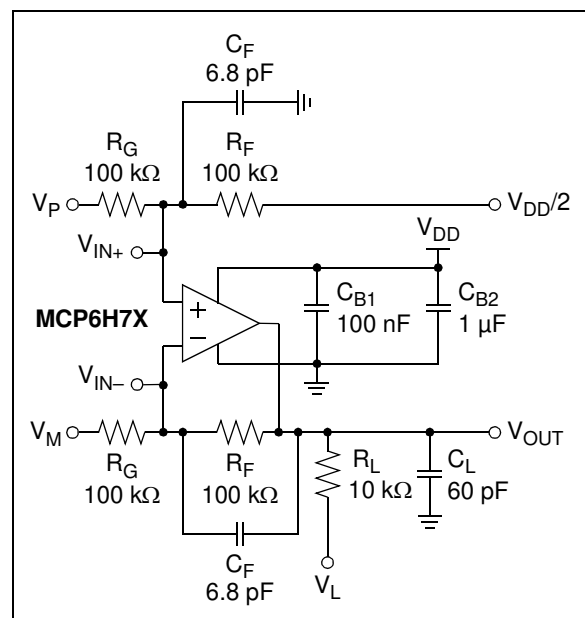 C_F
6.8 pF
R_G
100 kΩ
R_F
100 kΩ
V_P
V_DD/2
V_IN+
V_DD
MCP6H7X
+
−
C_B1
100 nF
C_B2
1 µF
V_IN−
V_M
V_OUT
R_G
100 kΩ
R_F
100 kΩ
R_L
10 kΩ
C_L
60 pF
C_F
6.8 pF
V_L